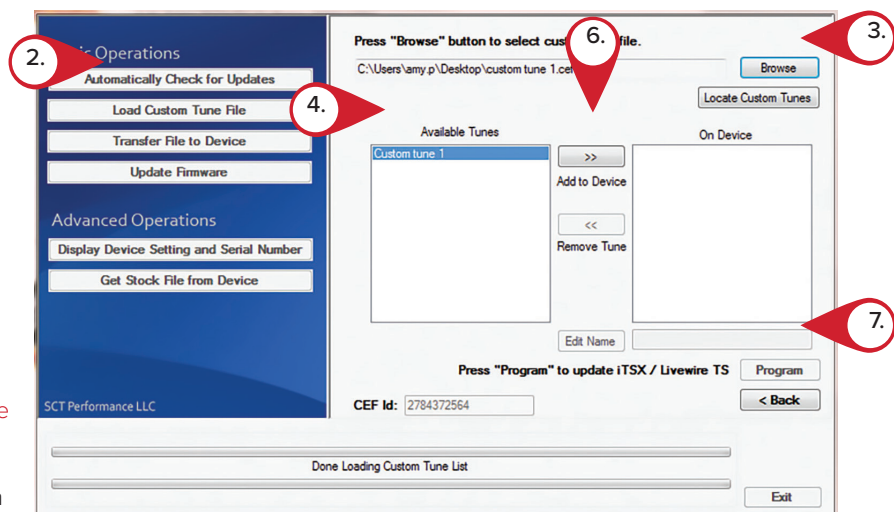 2.
Operations
Automatically Check for Updates
Load Custom Tune File
Transfer File to Device
Update Firmware
Advanced Operations
Display Device Setting and Serial Number
Get Stock File from Device
SCT Performance LLC
3.
Press "Browse" button to select file.
6.
C:\Users\amy.p\Desktop\custom tune 1.cef
Browse
Locate Custom Tunes
4.
Available Tunes
Custom tune 1
>>
Add to Device
<<
Remove Tune
On Device
Edit Name
7.
Press "Program" to update iTSX / Livewire TS
Program
CEF Id: 2784372564
< Back
Done Loading Custom Tune List
Exit